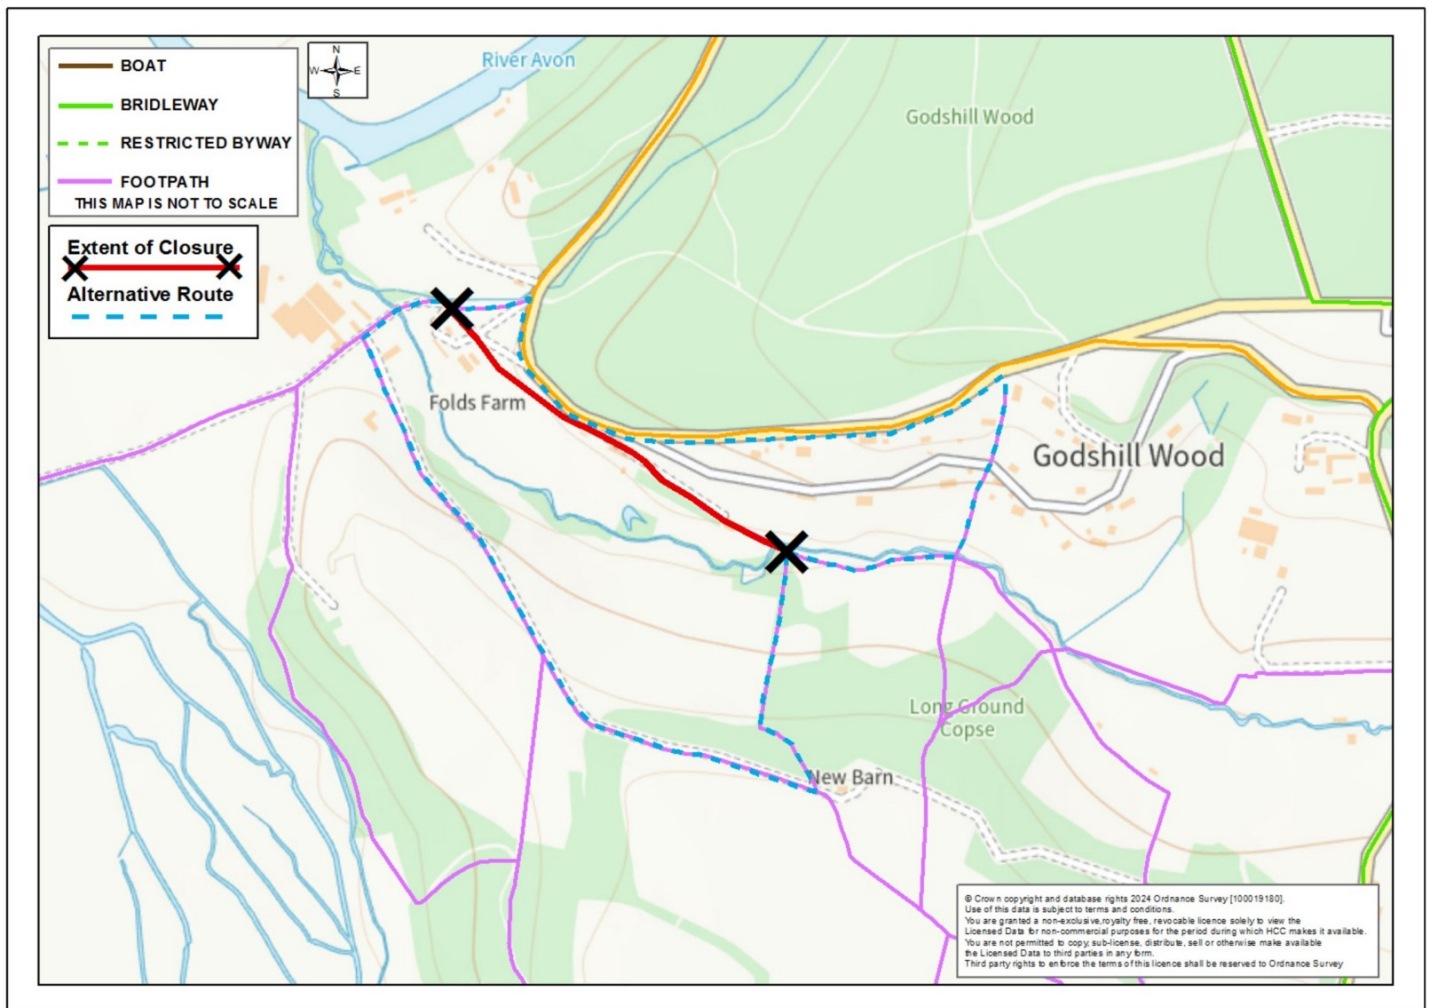 BOAT
BRIDLEWAY
RESTRICTED BYWAY
FOOTPATH
THIS MAP IS NOT TO SCALE
N
W E
S
Extent of Closure
Alternative Route
River Avon
Godshill Wood
Folds Farm
Godshill Wood
Long Ground
Copse
New Barn
© Crown copyright and database rights 2024 Ordnance Survey [100019180].
Use of this data is subject to terms and conditions.
You are granted a non-exclusive,royalty free, revocable licence solely to view the
Licensed Data for non-commercial purposes for the period during which HCC makes it available.
You are not permitted to copy, sub-license, distribute, sell or otherwise make available
the Licensed Data to third parties in any form.
Third party rights to enforce the terms of this licence shall be reserved to Ordnance Survey